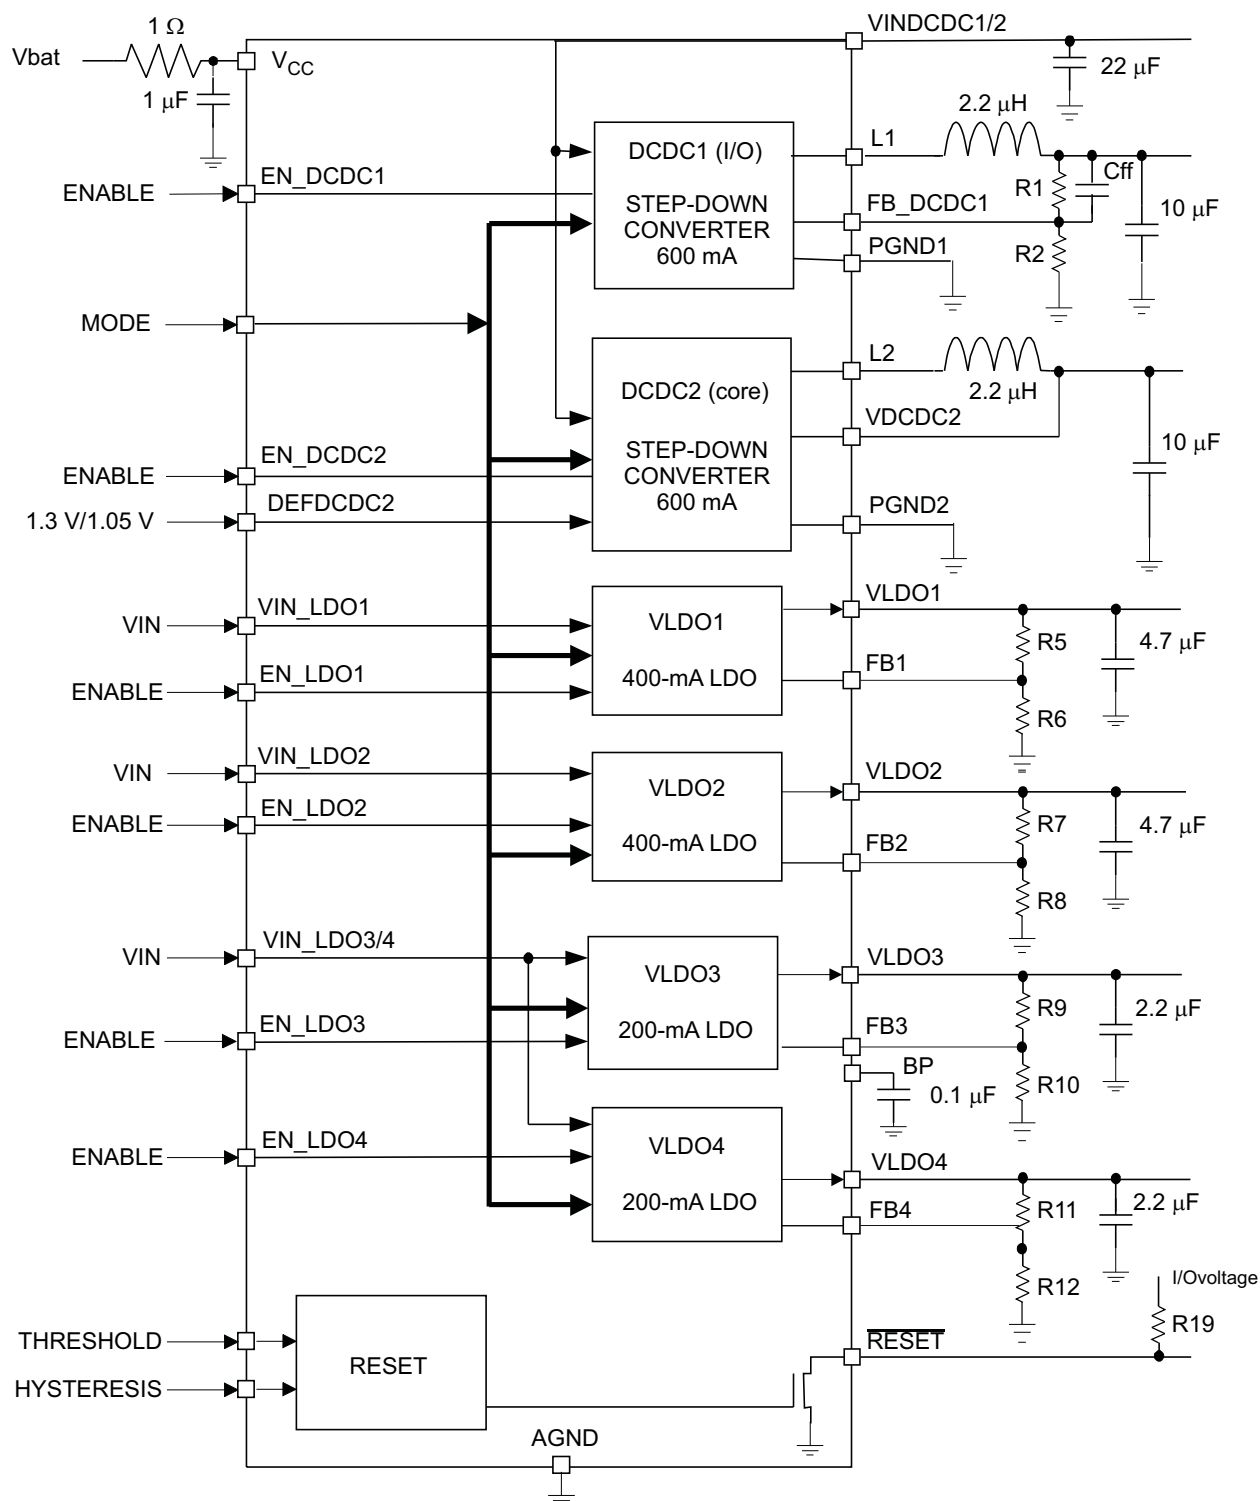 1 Ω
Vbat
VCC
1 μF
VINDCDC1/2
22 μF
2.2 μH
L1
DCDC1 (I/O)
STEP-DOWN
CONVERTER
600 mA
ENABLE
EN_DCDC1
Cff
R1
FB_DCDC1
10 μF
R2
PGND1
MODE
L2
2.2 μH
DCDC2 (core)
STEP-DOWN
CONVERTER
600 mA
VDCDC2
10 μF
ENABLE
EN_DCDC2
1.3 V/1.05 V
DEFDCDC2
PGND2
VIN
VIN_LDO1
VLDO1
400-mA LDO
VLDO1
R5
4.7 μF
ENABLE
EN_LDO1
FB1
R6
VIN
VIN_LDO2
VLDO2
400-mA LDO
VLDO2
R7
4.7 μF
ENABLE
EN_LDO2
FB2
R8
VIN
VIN_LDO3/4
VLDO3
200-mA LDO
VLDO3
R9
2.2 μF
ENABLE
EN_LDO3
FB3
BP
0.1 μF
R10
ENABLE
EN_LDO4
VLDO4
200-mA LDO
VLDO4
R11
2.2 μF
FB4
R12
I/Ovoltage
R19
THRESHOLD
HYSTERESIS
RESET
RESET
AGND